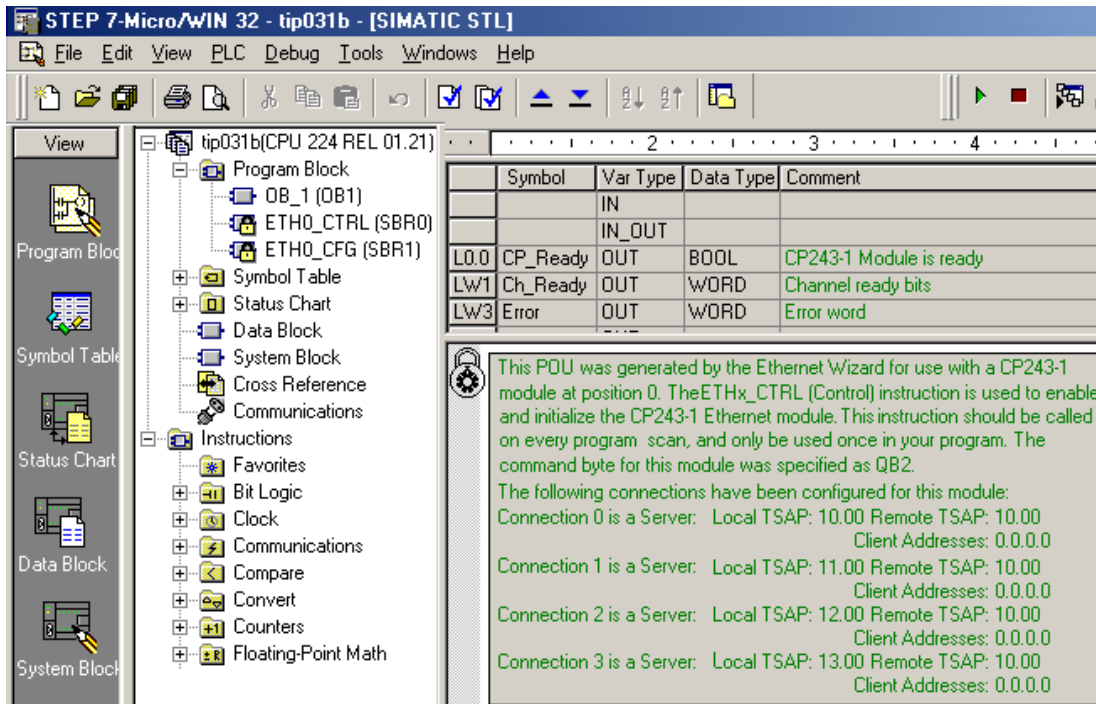 STEP 7-Micro/WIN 32 - tip031b - [SIMATIC STL]
File Edit View PLC Debug Tools Windows Help
View
Program Bloc
Symbol Table
Status Chart
Data Block
System Block
tip031b(CPU 224 REL 01.21)
Program Block
OB_1 (OB1)
ETH0_CTRL (SBR0)
ETH0_CFG (SBR1)
Symbol Table
Status Chart
Data Block
System Block
Cross Reference
Communications
Instructions
Favorites
Bit Logic
Clock
Communications
Compare
Convert
Counters
Floating-Point Math
2 3 4
Symbol Var Type Data Type Comment
IN
IN_OUT
L0.0 CP_Ready OUT BOOL CP243-1 Module is ready
LW1 Ch_Ready OUT WORD Channel ready bits
LW3 Error OUT WORD Error word
This POU was generated by the Ethernet Wizard for use with a CP243-1
module at position 0. TheETHx_CTRL (Control) instruction is used to enable
and initialize the CP243-1 Ethernet module. This instruction should be called
on every program scan, and only be used once in your program. The
command byte for this module was specified as QB2.
The following connections have been configured for this module:
Connection 0 is a Server: Local TSAP: 10.00 Remote TSAP: 10.00
Client Addresses: 0.0.0.0
Connection 1 is a Server: Local TSAP: 11.00 Remote TSAP: 10.00
Client Addresses: 0.0.0.0
Connection 2 is a Server: Local TSAP: 12.00 Remote TSAP: 10.00
Client Addresses: 0.0.0.0
Connection 3 is a Server: Local TSAP: 13.00 Remote TSAP: 10.00
Client Addresses: 0.0.0.0